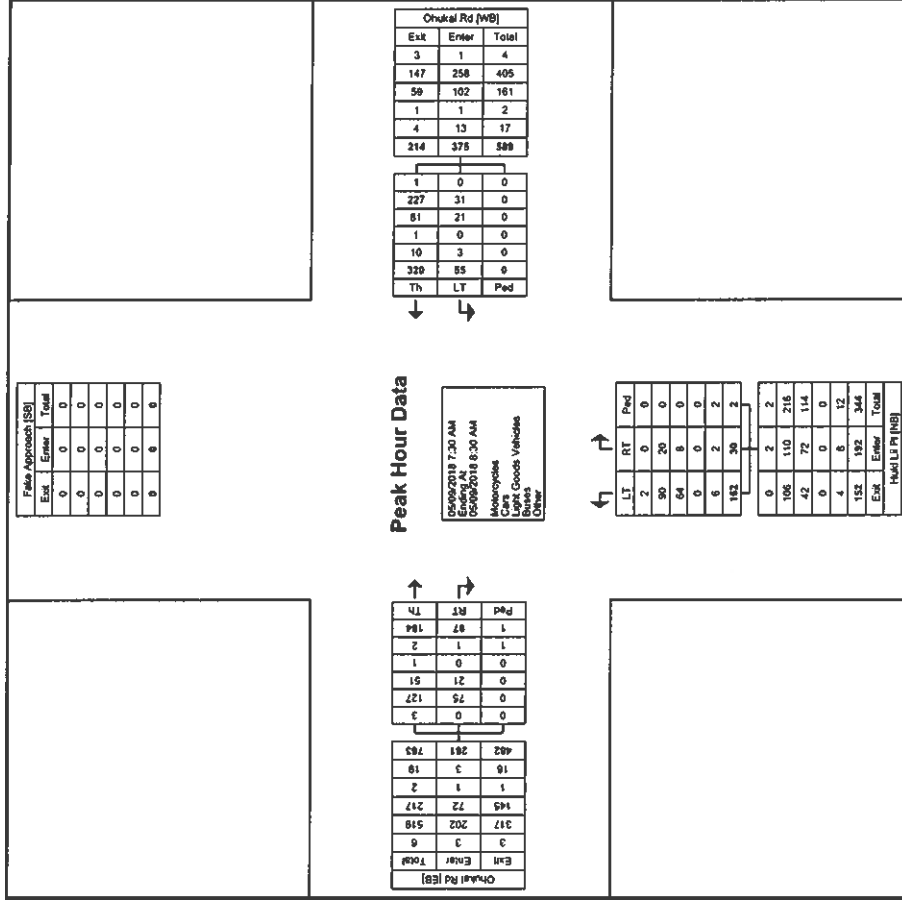 Ohukai Rd [WB]
Exit Enter Total
3 1 4
147 258 405
59 102 161
1 1 2
4 13 17
214 375 589
1 0 0
227 31 0
81 21 0
1 0 0
10 3 0
320 55 0
Th LT Ped
Fake Approach [SB]
Exit Enter Total
0 0 0
0 0 0
0 0 0
0 0 0
0 0 0
0 0 0
Peak Hour Data
05/09/2018 7:30 AM
Ending At
05/09/2018 8:30 AM
Motorcycles
Cars
Light Goods Vehicles
Buses
Other
LT RT Ped
2 0 0
90 20 0
64 8 0
0 0 0
6 2 2
162 30 2
0 2 2
106 110 216
42 72 114
0 0 0
4 8 12
152 192 344
Exit Enter Total
Pl [NB]
Ohukai Rd [EB]
Exit Enter Total
3 3 6
317 202 519
145 72 217
1 1 2
16 3 19
482 281 763
0 0 3
0 75 127
0 21 51
0 0 1
1 1 2
1 97 184
Ped RT Th